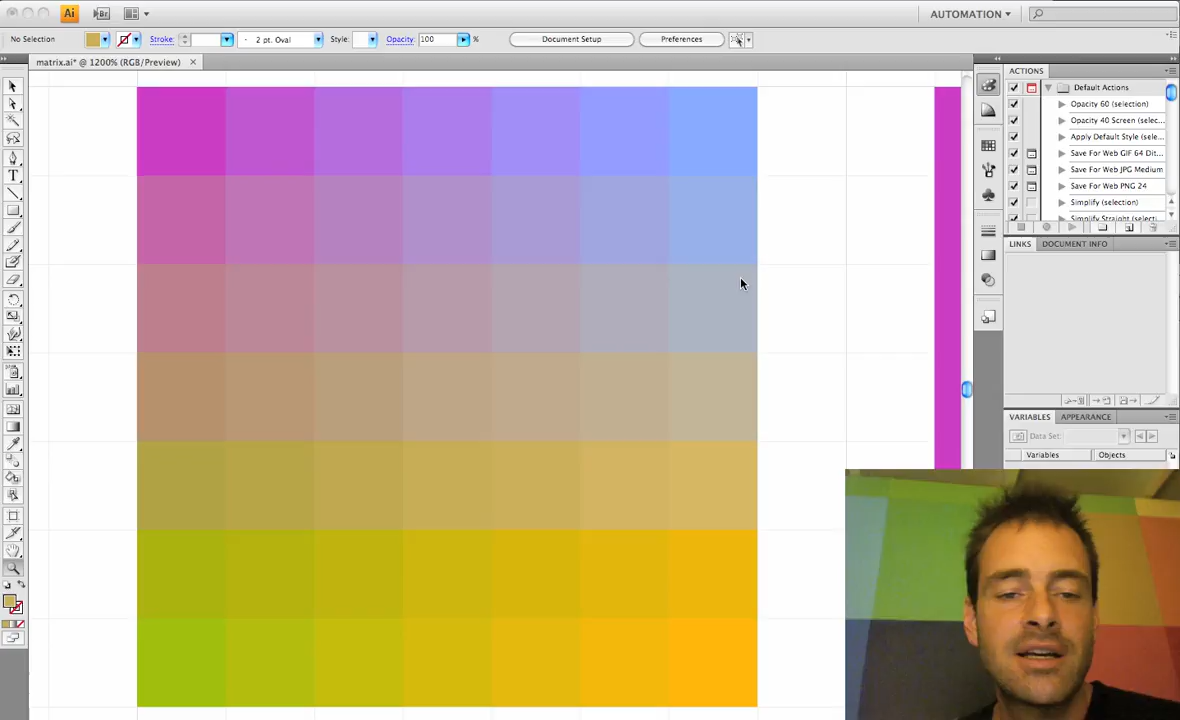 Ai Br AUTOMATION
No Selection Stroke: 2 pt. Oval Style: Opacity: 100 % Document Setup Preferences
matrix.ai* @ 1200% (RGB/Preview)
ACTIONS
Default Actions
Opacity 60 (selection)
Opacity 40 Screen (selec...
Apply Default Style (sele...
Save For Web GIF 64 Dit...
Save For Web JPG Medium
Save For Web PNG 24
Simplify (selection)
Simplify Straight (selecti...
LINKS DOCUMENT INFO
VARIABLES APPEARANCE
Data Set:
Variables Objects
T